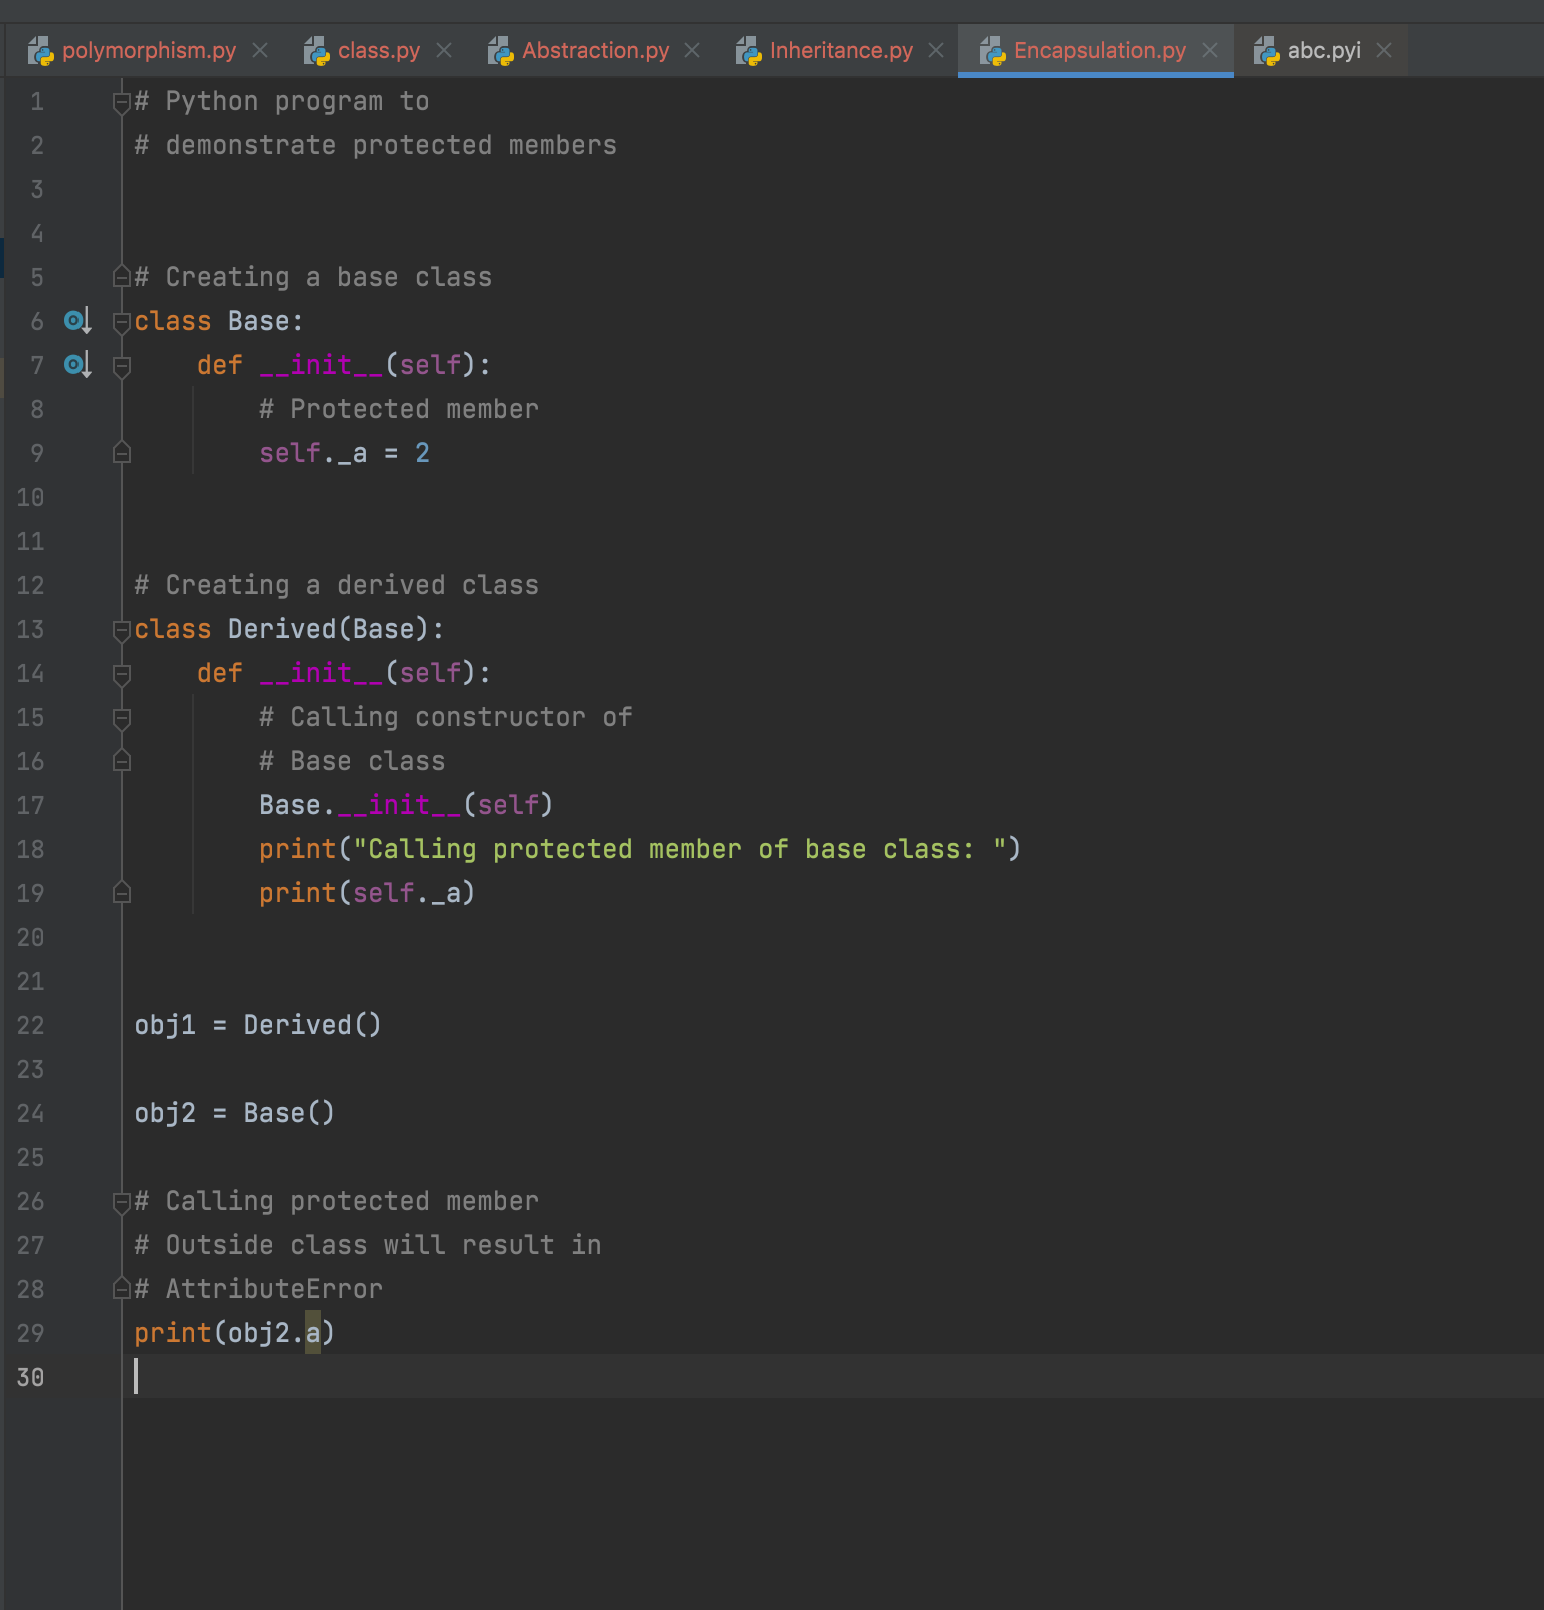 polymorphism.py class.py Abstraction.py Inheritance.py Encapsulation.py abc.pyi
1 # Python program to
2 # demonstrate protected members
3
4
5 # Creating a base class
6 class Base:
7     def __init__(self):
8         # Protected member
9         self._a = 2
10
11
12 # Creating a derived class
13 class Derived(Base):
14     def __init__(self):
15         # Calling constructor of
16         # Base class
17         Base.__init__(self)
18         print("Calling protected member of base class: ")
19         print(self._a)
20
21
22 obj1 = Derived()
23
24 obj2 = Base()
25
26 # Calling protected member
27 # Outside class will result in
28 # AttributeError
29 print(obj2.a)
30